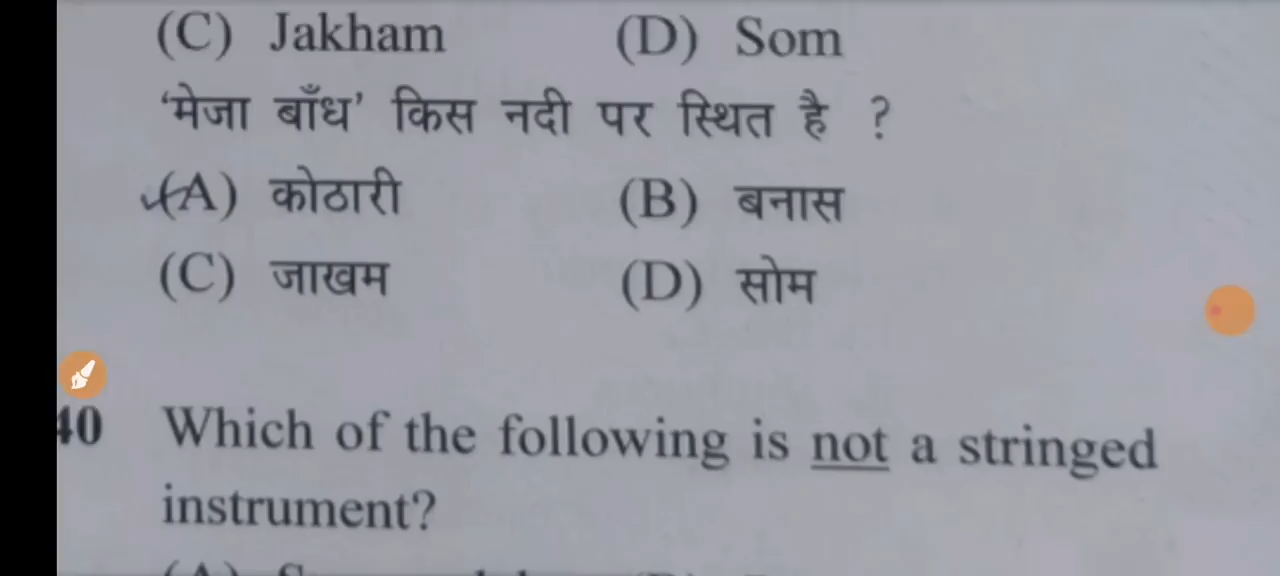 (C) Jakham (D) Som
'मेजा बाँध' किस नदी पर स्थित है ?
(A) कोठारी (B) बनास
(C) जाखम (D) सोम
40 Which of the following is not a stringed
instrument?